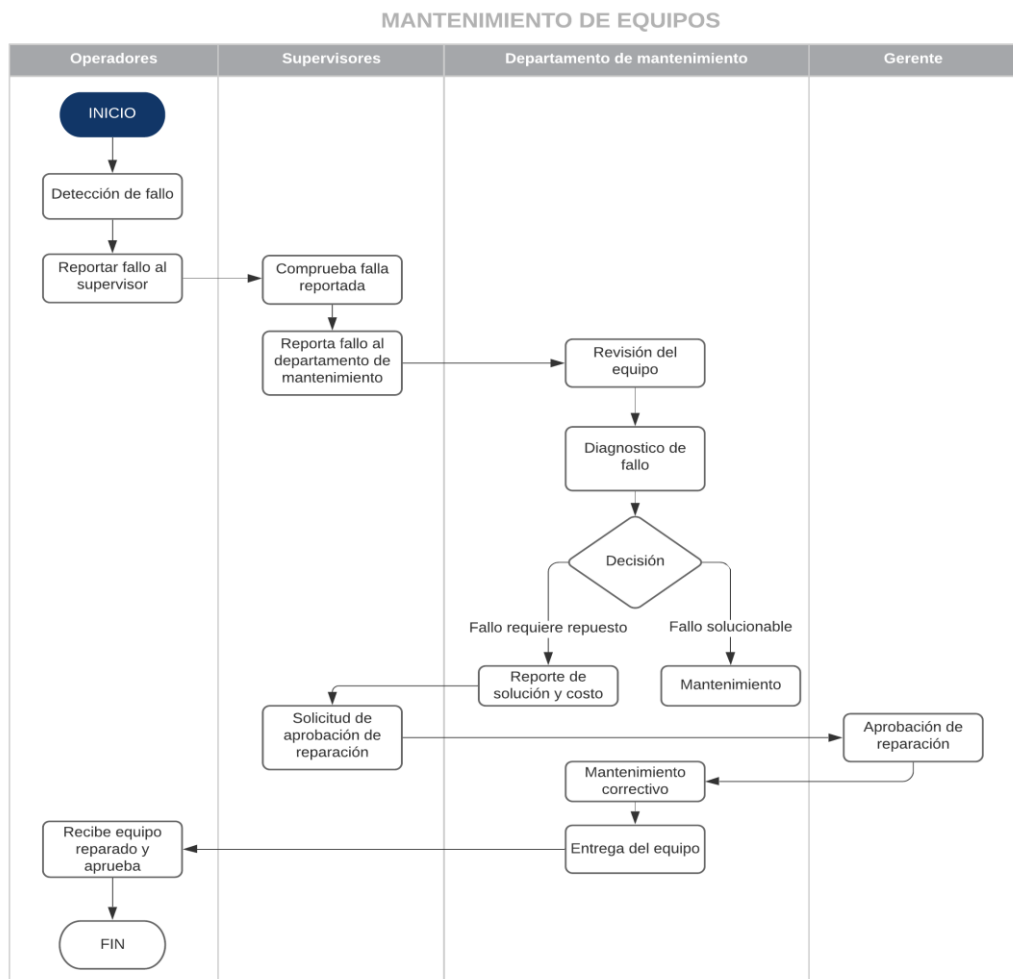 MANTENIMIENTO DE EQUIPOS
Operadores
Supervisores
Departamento de mantenimiento
Gerente
INICIO
Detección de fallo
Reportar fallo al
supervisor
Comprueba falla
reportada
Reporta fallo al
departamento de
mantenimiento
Revisión del
equipo
Diagnostico de
fallo
Decisión
Fallo requiere repuesto
Fallo solucionable
Reporte de
solución y costo
Mantenimiento
Solicitud de
aprobación de
reparación
Aprobación de
reparación
Mantenimiento
correctivo
Entrega del equipo
Recibe equipo
reparado y
aprueba
FIN